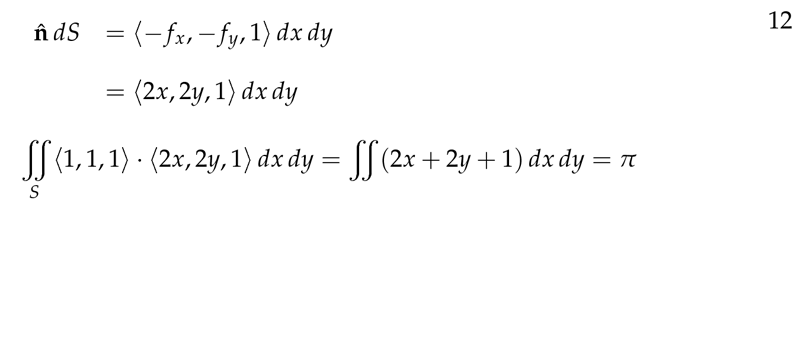 12
n̂ dS = ⟨−fₓ, −f_y, 1⟩ dx dy
= ⟨2x, 2y, 1⟩ dx dy
∬_S ⟨1, 1, 1⟩ · ⟨2x, 2y, 1⟩ dx dy = ∬(2x + 2y + 1) dx dy = π